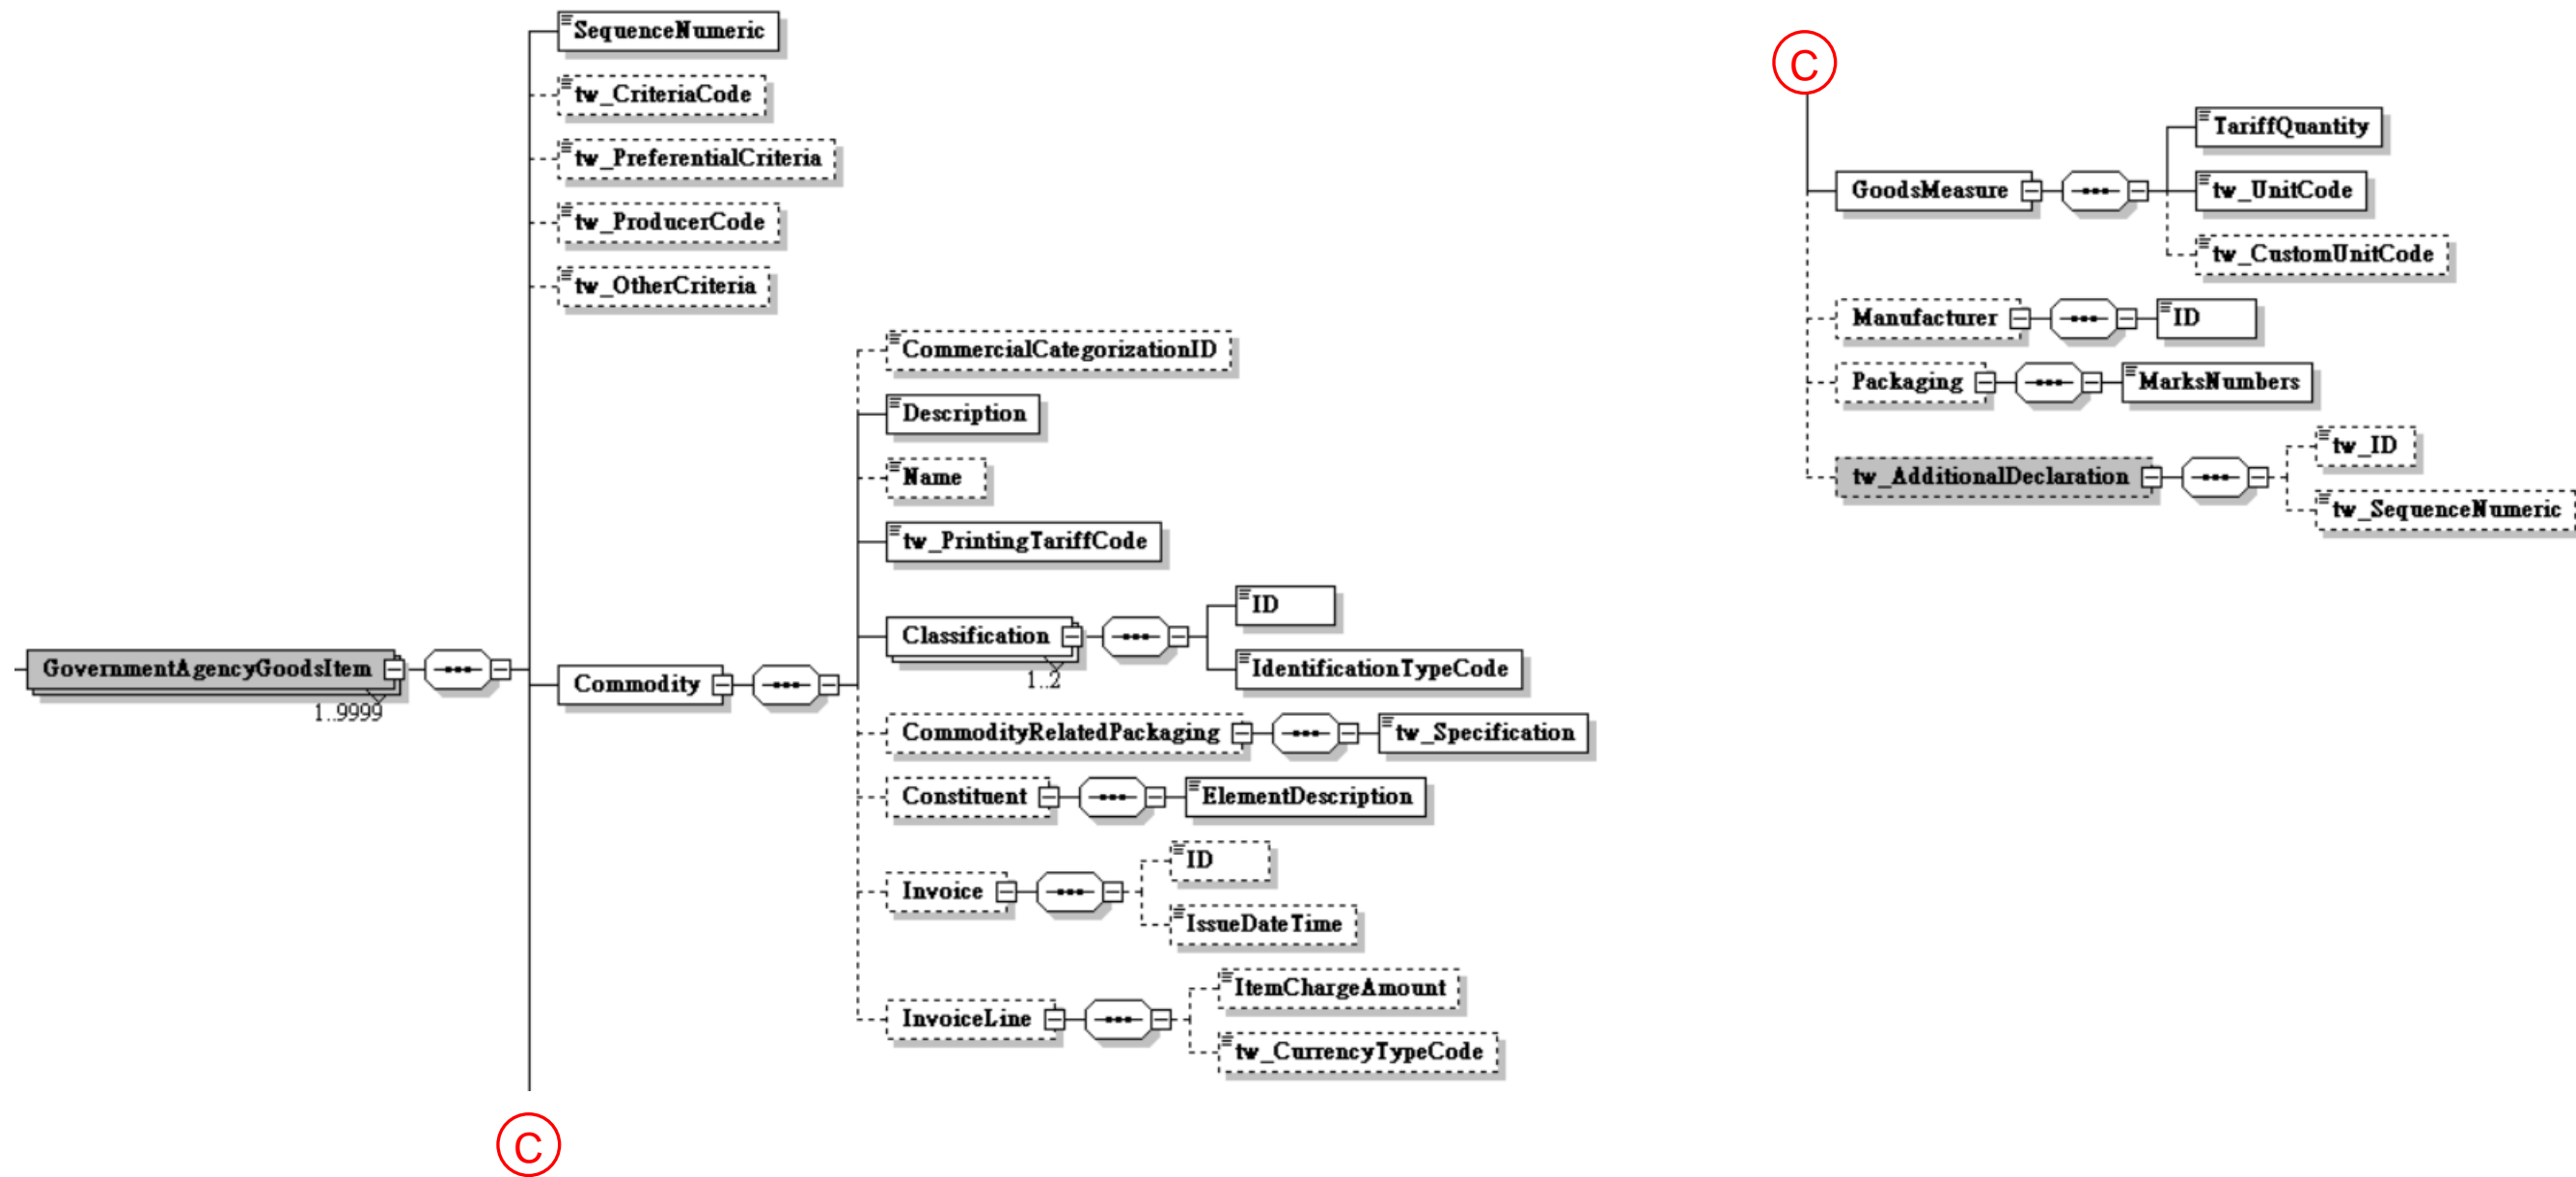 SequenceNumeric
tw_CriteriaCode
tw_PreferentialCriteria
tw_ProducerCode
tw_OtherCriteria
CommercialCategorizationID
Description
Name
tw_PrintingTariffCode
ID
Classification
1..2
IdentificationTypeCode
GovernmentAgencyGoodsItem
1..9999
Commodity
CommodityRelatedPackaging
tw_Specification
Constituent
ElementDescription
ID
Invoice
IssueDateTime
ItemChargeAmount
InvoiceLine
tw_CurrencyTypeCode
C
C
TariffQuantity
GoodsMeasure
tw_UnitCode
tw_CustomUnitCode
Manufacturer
ID
Packaging
MarksNumbers
tw_ID
tw_AdditionalDeclaration
tw_SequenceNumeric